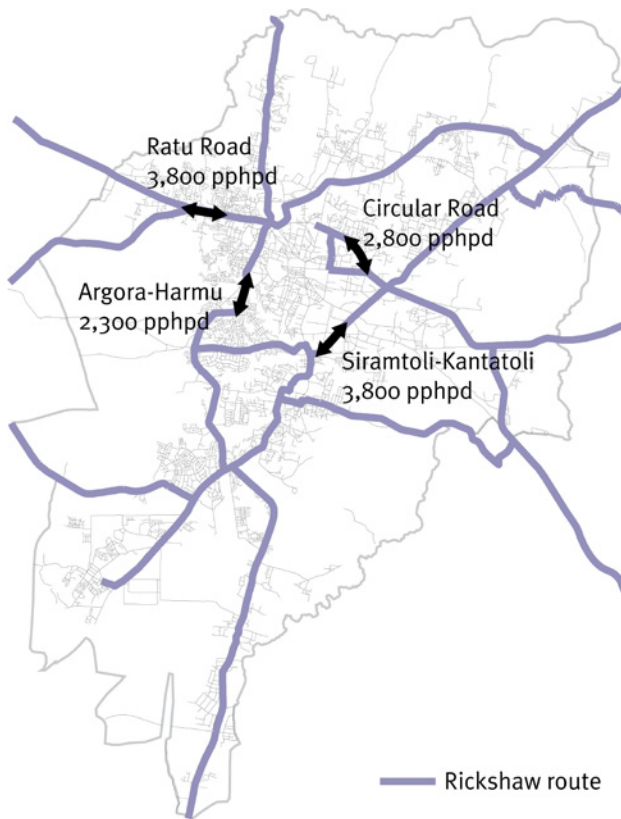 Ratu Road
3,800 pphpd
Circular Road
2,800 pphpd
Argora-Harmu
2,300 pphpd
Siramtoli-Kantatoli
3,800 pphpd
Rickshaw route